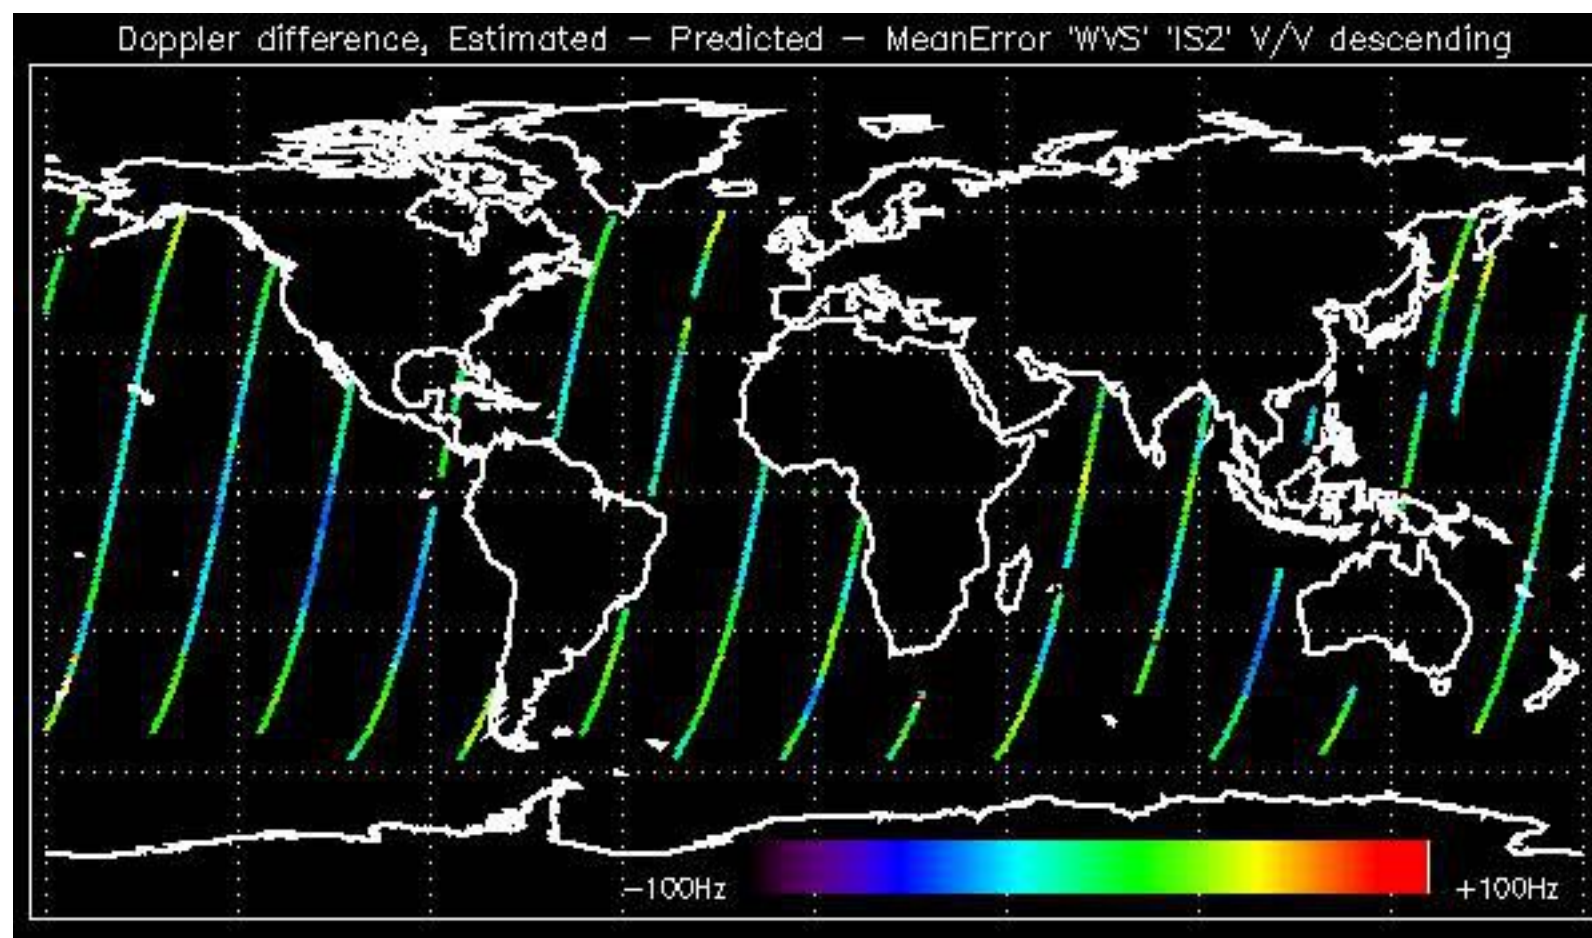 Doppler difference, Estimated − Predicted − MeanError 'WVS' 'IS2' V/V descending
−100Hz +100Hz